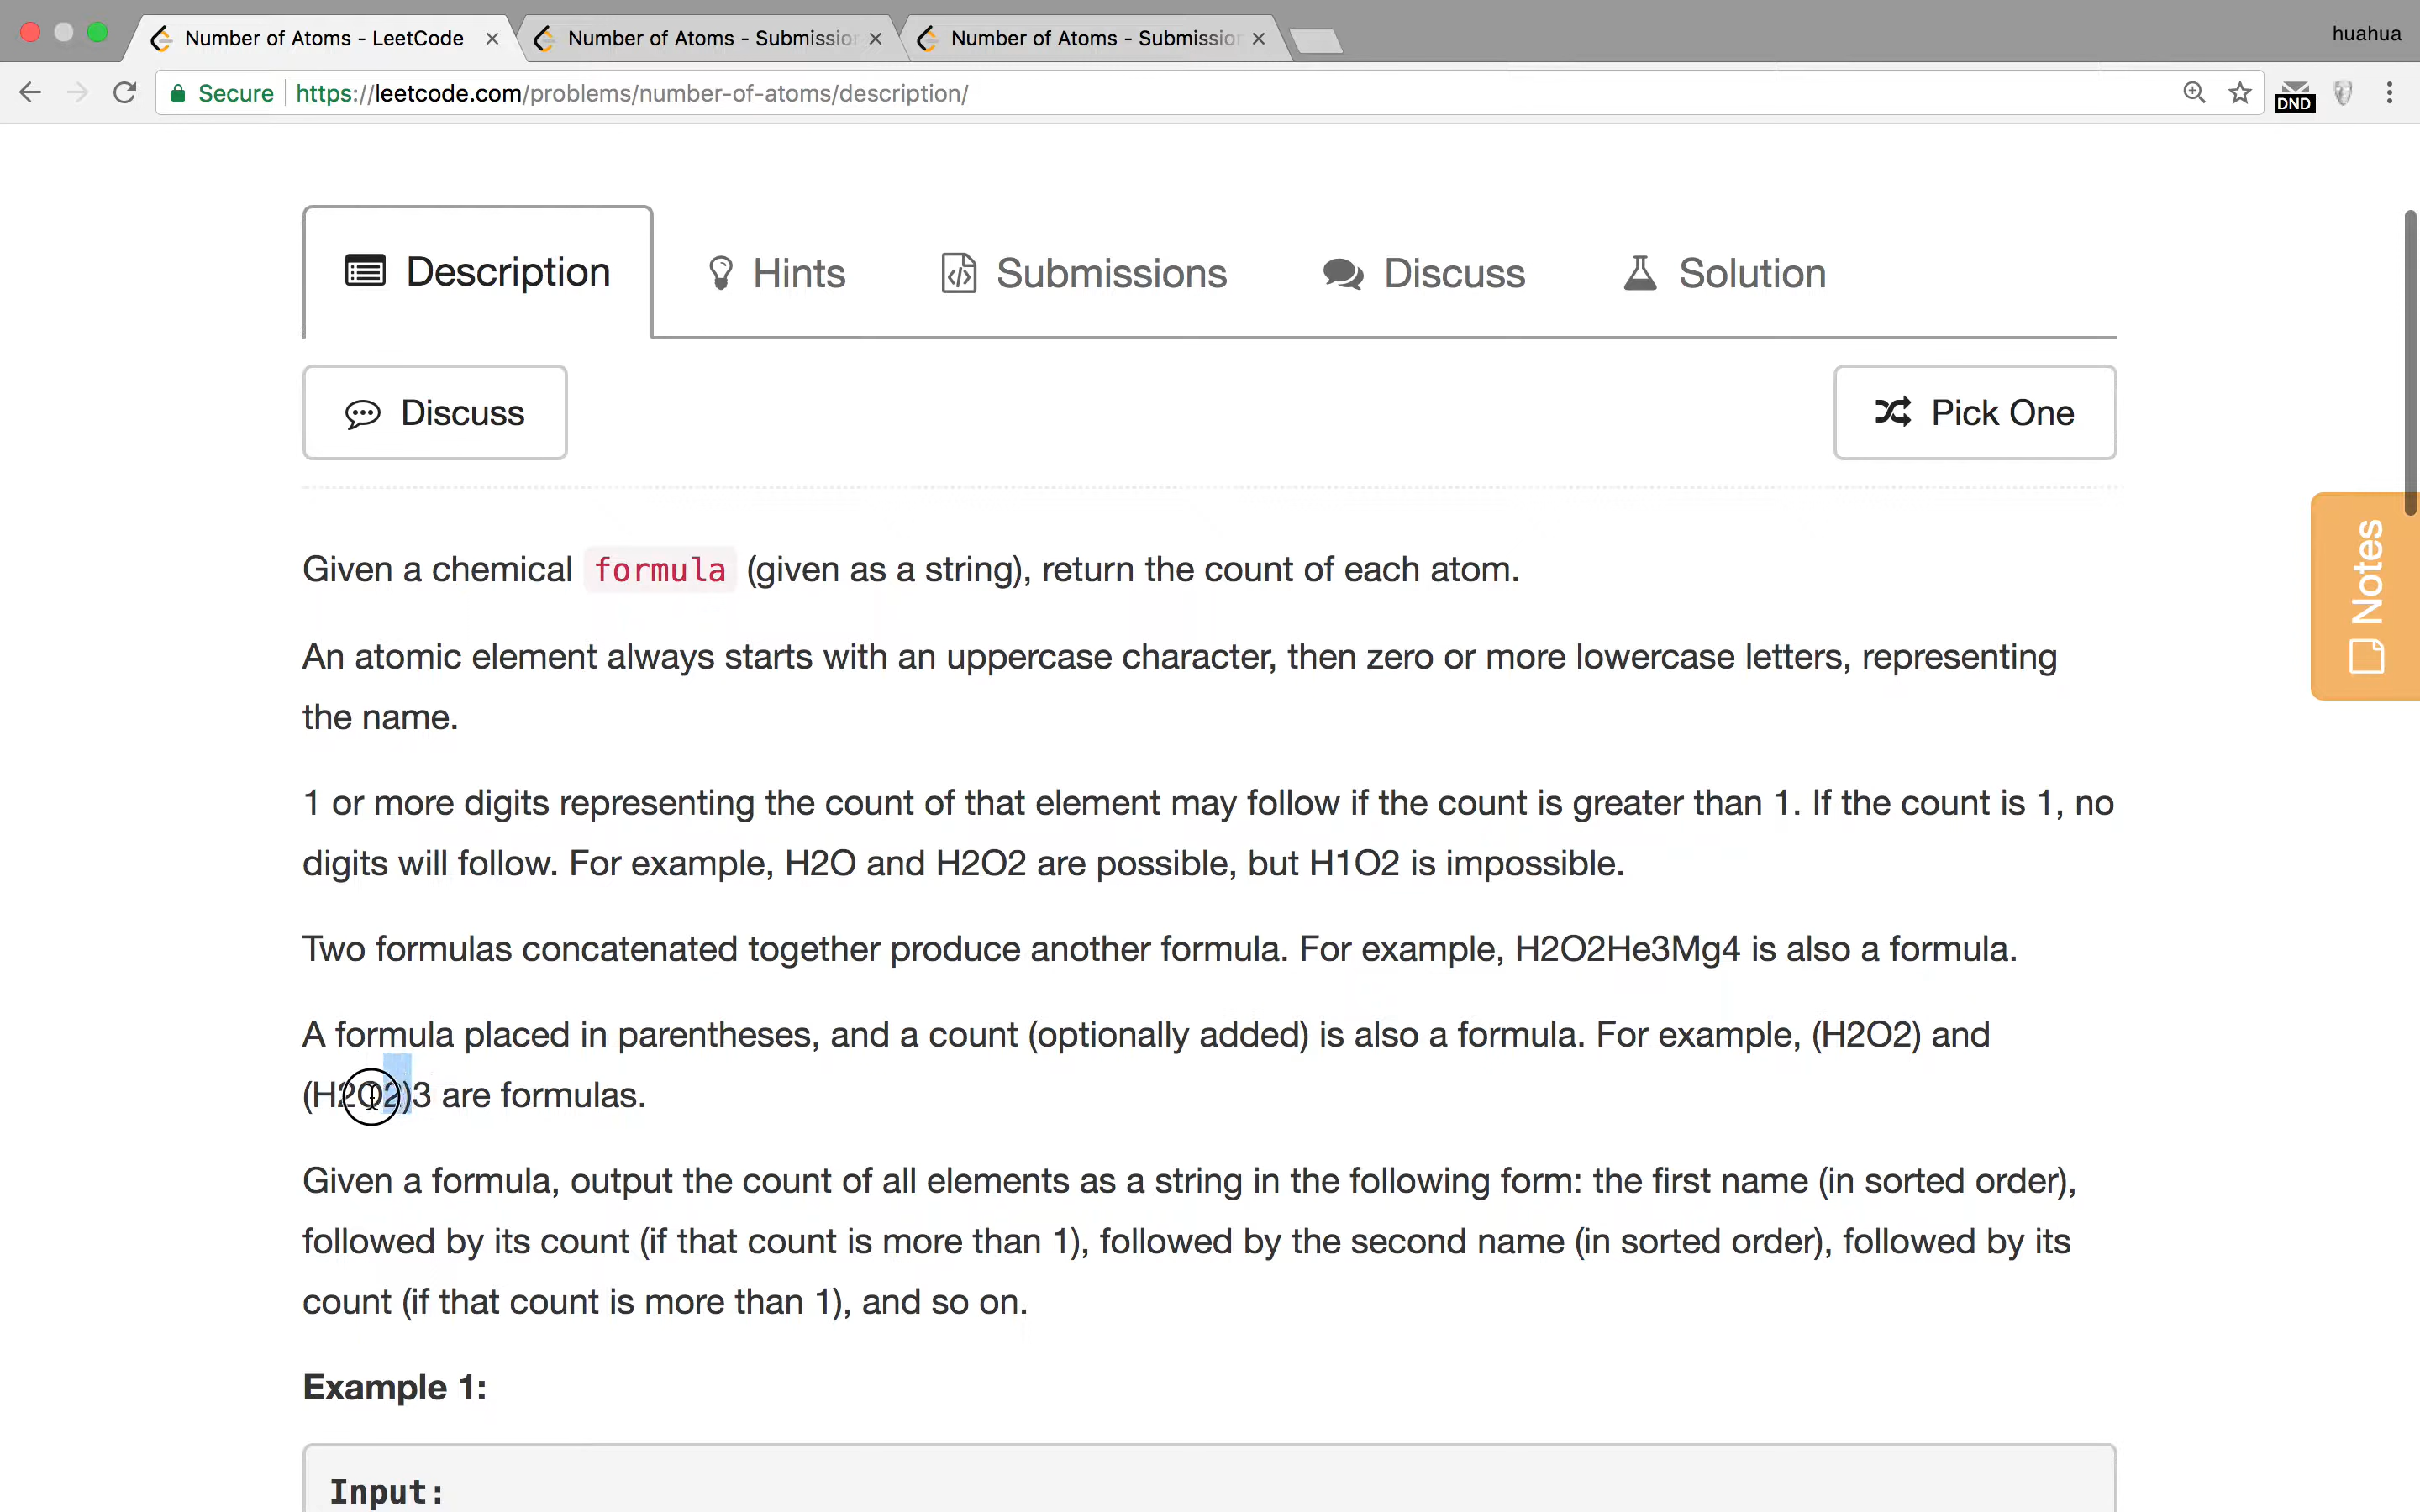 Number of Atoms - LeetCode
Number of Atoms - Submission
Number of Atoms - Submission
huahua
Secure https://leetcode.com/problems/number-of-atoms/description/
DND
Description Hints Submissions Discuss Solution
Discuss Pick One
Notes
Given a chemical formula (given as a string), return the count of each atom.
An atomic element always starts with an uppercase character, then zero or more lowercase letters, representing
the name.
1 or more digits representing the count of that element may follow if the count is greater than 1. If the count is 1, no
digits will follow. For example, H2O and H2O2 are possible, but H1O2 is impossible.
Two formulas concatenated together produce another formula. For example, H2O2He3Mg4 is also a formula.
A formula placed in parentheses, and a count (optionally added) is also a formula. For example, (H2O2) and
(H2O2)3 are formulas.
Given a formula, output the count of all elements as a string in the following form: the first name (in sorted order),
followed by its count (if that count is more than 1), followed by the second name (in sorted order), followed by its
count (if that count is more than 1), and so on.
Example 1:
Input: